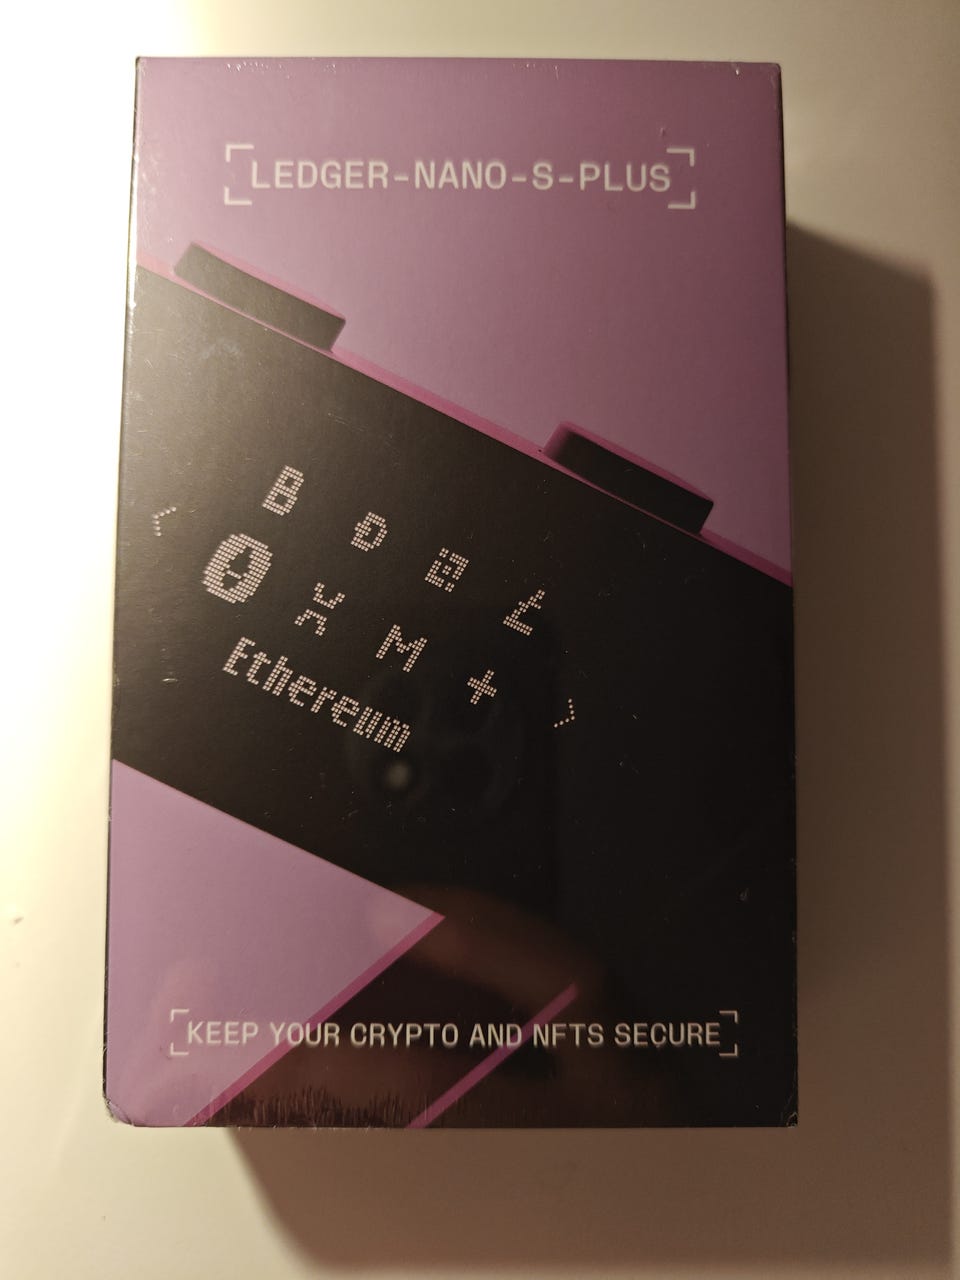 LEDGER-NANO-S-PLUS
Ethereum
KEEP YOUR CRYPTO AND NFTS SECURE